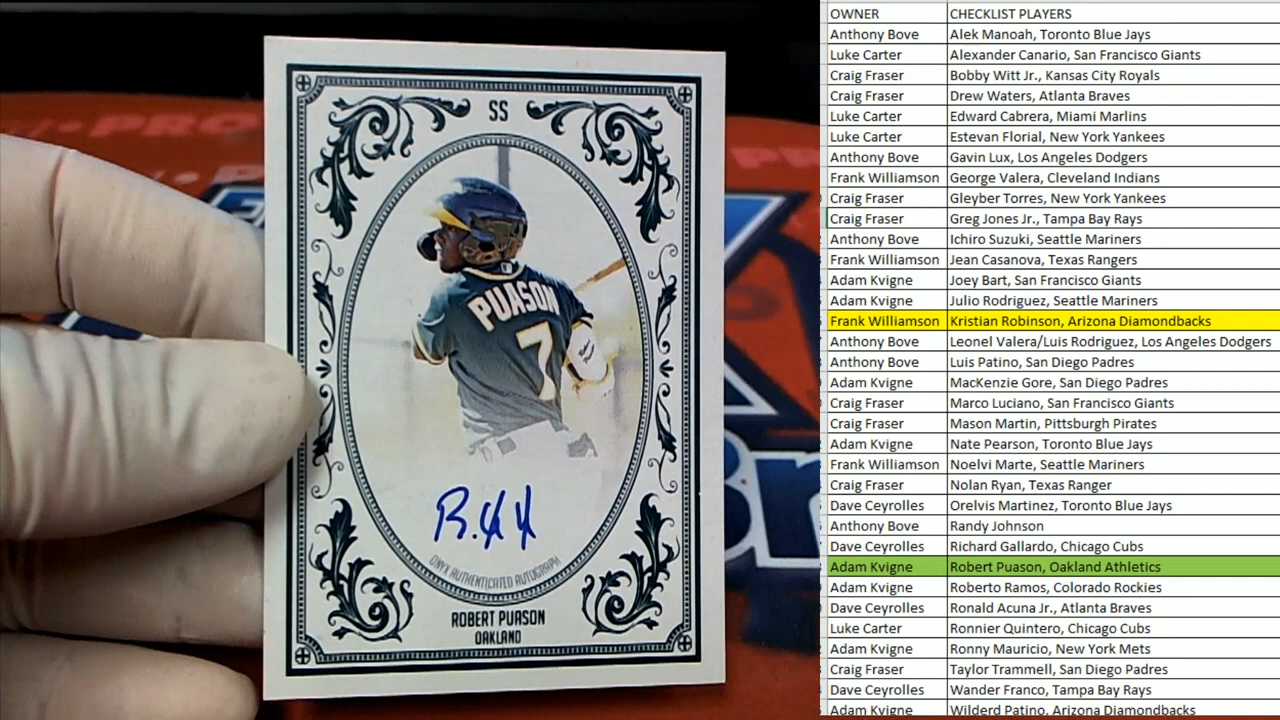 SS
PUASON
7
R.
ONYX AUTHENTICATED AUTOGRAPH
ROBERT PUASON
OAKLAND
PRO
OWNER CHECKLIST PLAYERS
Anthony Bove Alek Manoah, Toronto Blue Jays
Luke Carter Alexander Canario, San Francisco Giants
Craig Fraser Bobby Witt Jr., Kansas City Royals
Craig Fraser Drew Waters, Atlanta Braves
Luke Carter Edward Cabrera, Miami Marlins
Luke Carter Estevan Florial, New York Yankees
Anthony Bove Gavin Lux, Los Angeles Dodgers
Frank Williamson George Valera, Cleveland Indians
Craig Fraser Gleyber Torres, New York Yankees
Craig Fraser Greg Jones Jr., Tampa Bay Rays
Anthony Bove Ichiro Suzuki, Seattle Mariners
Frank Williamson Jean Casanova, Texas Rangers
Adam Kvigne Joey Bart, San Francisco Giants
Adam Kvigne Julio Rodriguez, Seattle Mariners
Frank Williamson Kristian Robinson, Arizona Diamondbacks
Anthony Bove Leonel Valera/Luis Rodriguez, Los Angeles Dodgers
Anthony Bove Luis Patino, San Diego Padres
Adam Kvigne MacKenzie Gore, San Diego Padres
Craig Fraser Marco Luciano, San Francisco Giants
Craig Fraser Mason Martin, Pittsburgh Pirates
Adam Kvigne Nate Pearson, Toronto Blue Jays
Frank Williamson Noelvi Marte, Seattle Mariners
Craig Fraser Nolan Ryan, Texas Ranger
Dave Ceyrolles Orelvis Martinez, Toronto Blue Jays
Anthony Bove Randy Johnson
Dave Ceyrolles Richard Gallardo, Chicago Cubs
Adam Kvigne Robert Puason, Oakland Athletics
Adam Kvigne Roberto Ramos, Colorado Rockies
Dave Ceyrolles Ronald Acuna Jr., Atlanta Braves
Luke Carter Ronnier Quintero, Chicago Cubs
Adam Kvigne Ronny Mauricio, New York Mets
Craig Fraser Taylor Trammell, San Diego Padres
Dave Ceyrolles Wander Franco, Tampa Bay Rays
Adam Kvigne Wilderd Patino, Arizona Diamondbacks